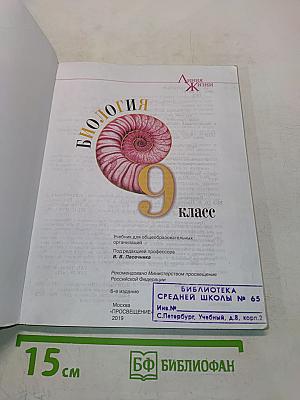 Линия
Жизни
БИОЛОГИЯ
9
класс
Учебник для общеобразовательных
организаций
Под редакцией профессора
В. В. Пасечника
Рекомендовано Министерством просвещения
Российской Федерации
6-е издание
Москва
«ПРОСВЕЩЕНИЕ»
2019
БИБЛИОТЕКА
СРЕДНЕЙ ШКОЛЫ № 65
Инв.№
С.Петербург, Учебный, д.8, корп.2
15 см
БФ БИБЛИОФАН